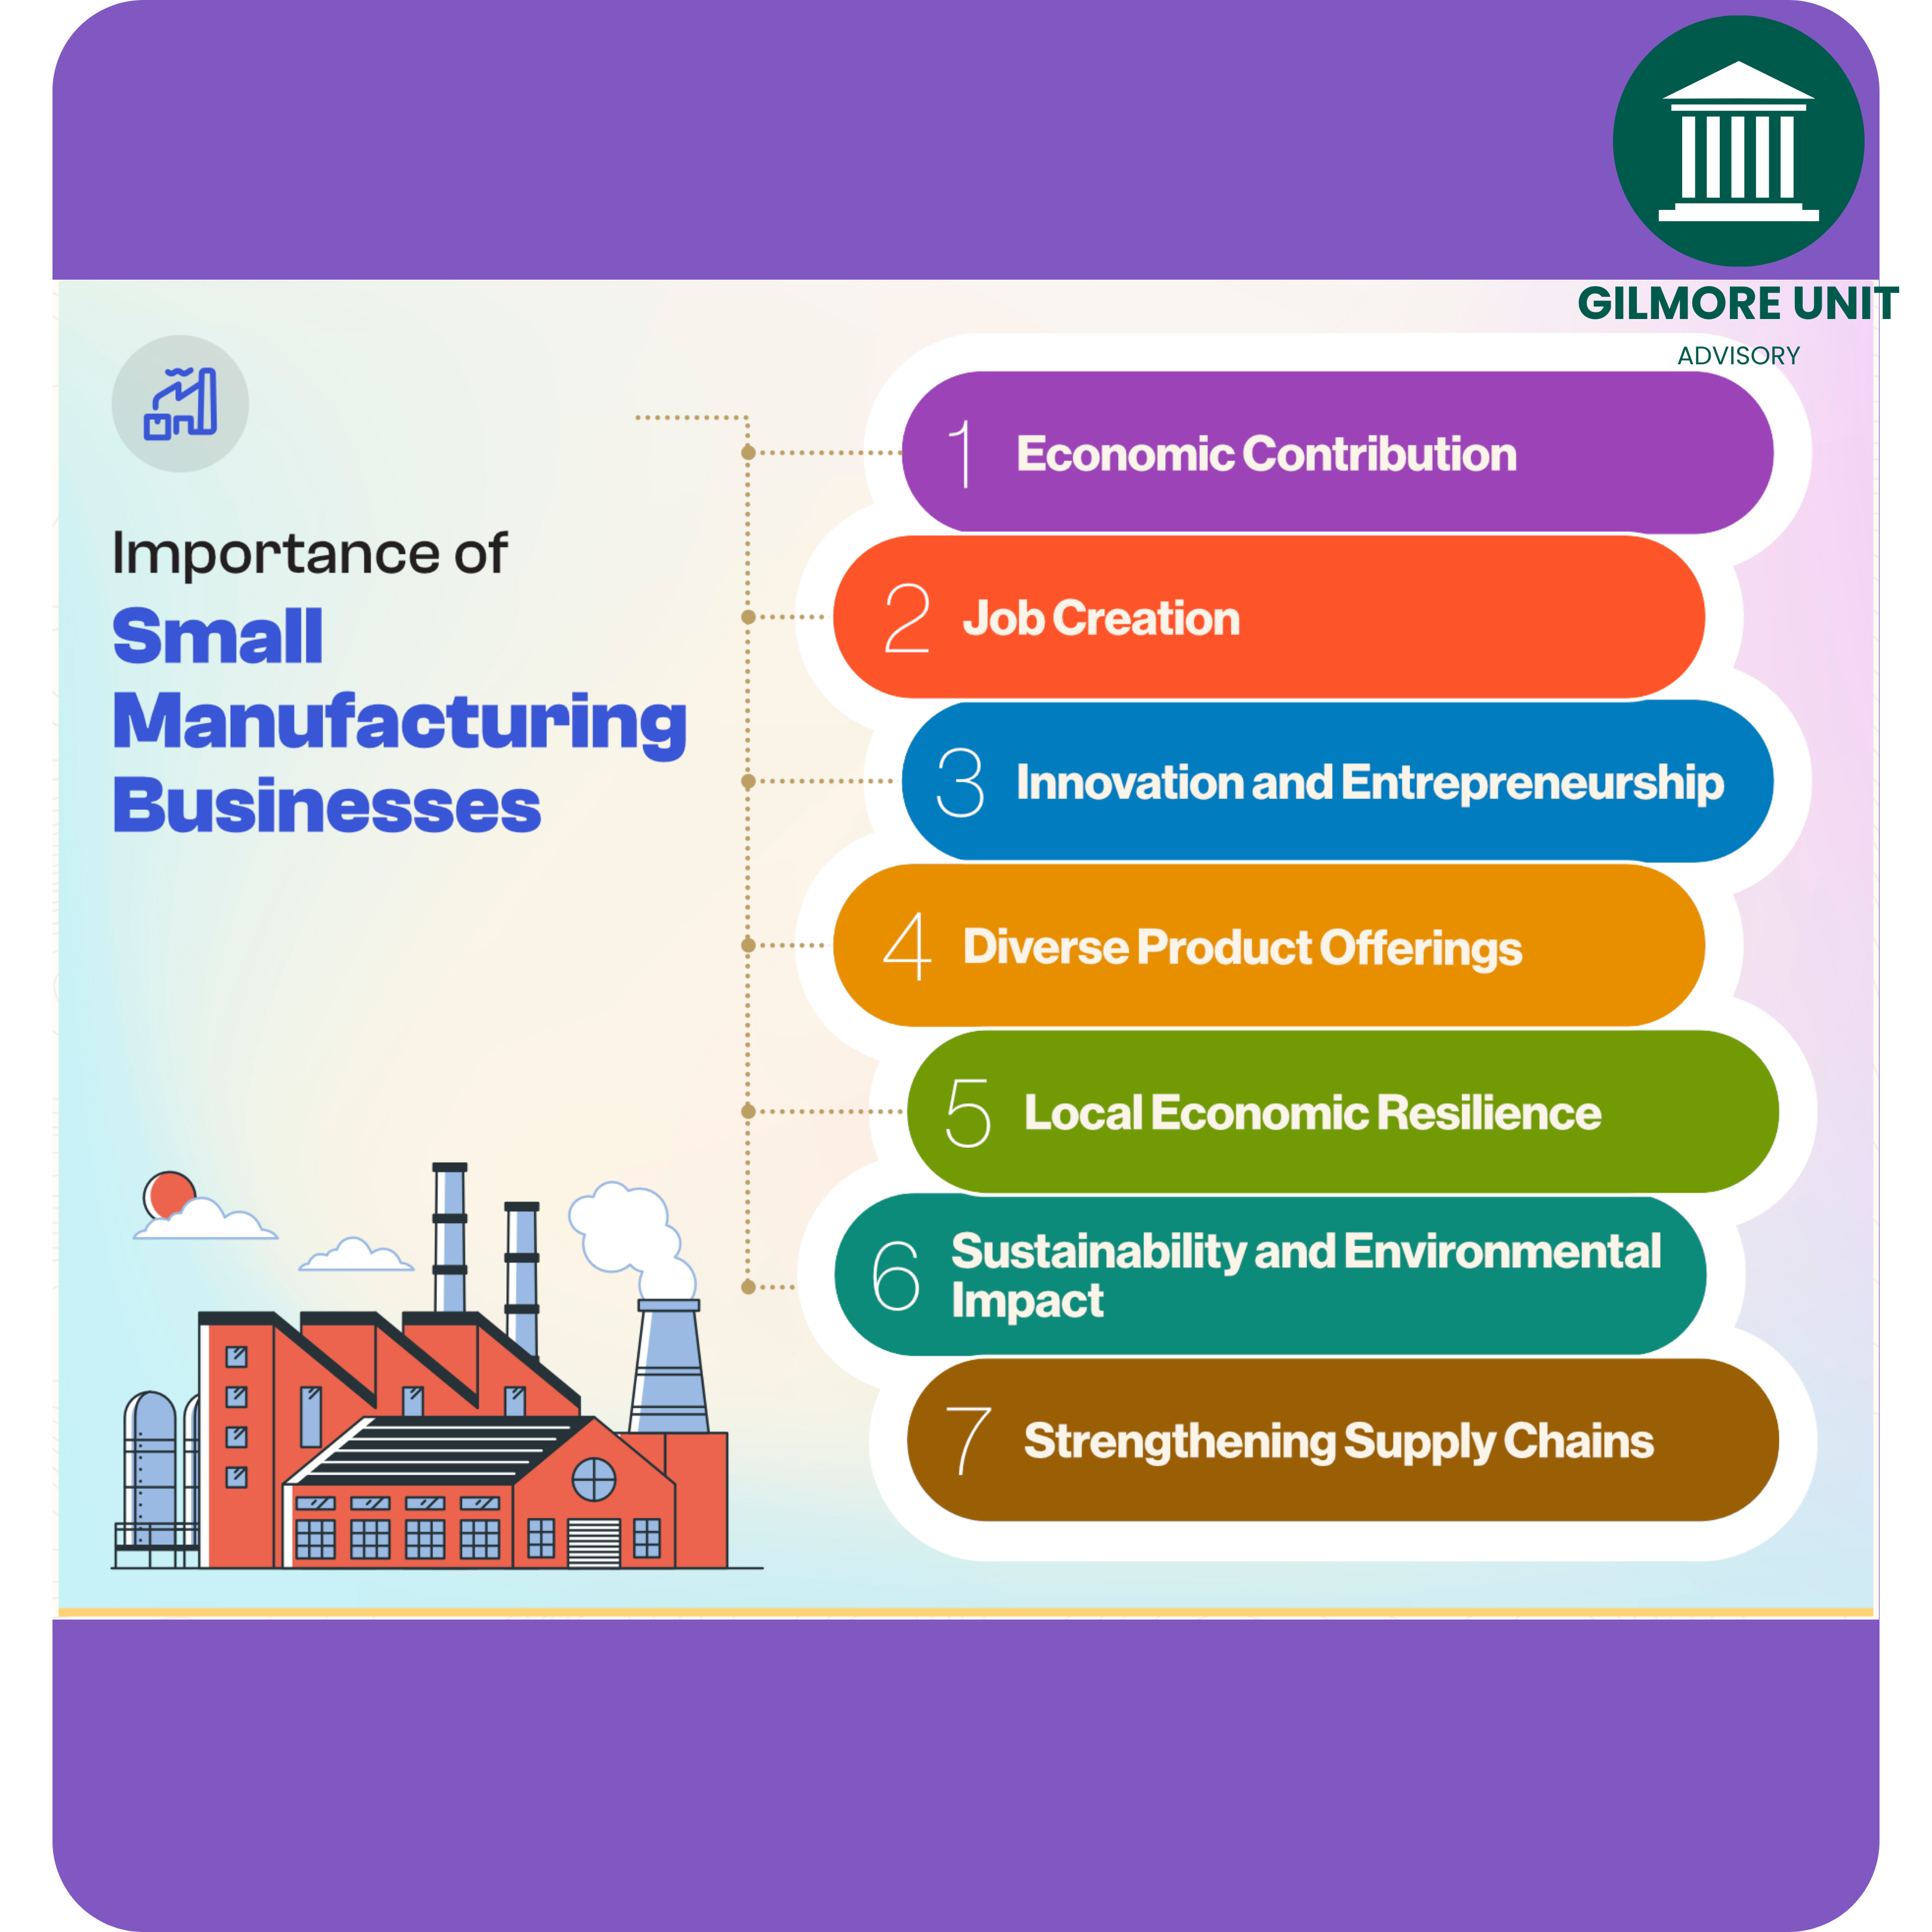 GILMORE UNIT
ADVISORY
Importance of
Small
Manufacturing
Businesses
1 Economic Contribution
2 Job Creation
3 Innovation and Entrepreneurship
4 Diverse Product Offerings
5 Local Economic Resilience
6 Sustainability and Environmental
Impact
7 Strengthening Supply Chains